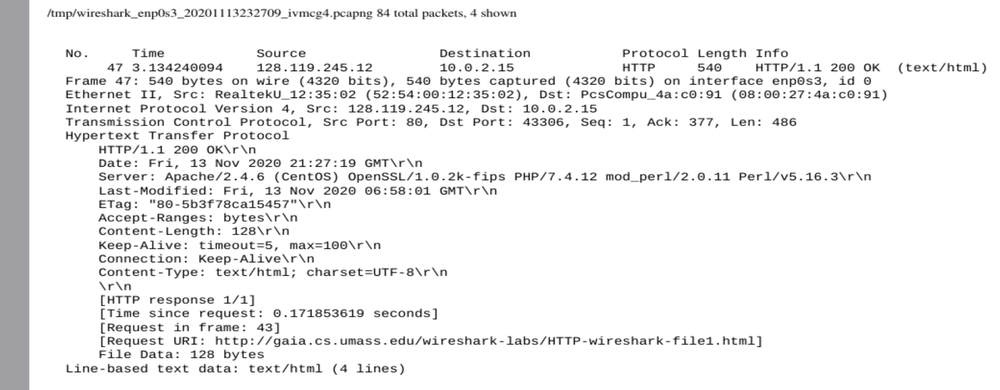 /tmp/wireshark_enp0s3_20201113232709_ivmcg4.pcapng 84 total packets, 4 shown
No. Time Source Destination Protocol Length Info
47 3.134240094 128.119.245.12 10.0.2.15 HTTP 540 HTTP/1.1 200 OK (text/html)
Frame 47: 540 bytes on wire (4320 bits), 540 bytes captured (4320 bits) on interface enp0s3, id 0
Ethernet II, Src: RealtekU_12:35:02 (52:54:00:12:35:02), Dst: PcsCompu_4a:c0:91 (08:00:27:4a:c0:91)
Internet Protocol Version 4, Src: 128.119.245.12, Dst: 10.0.2.15
Transmission Control Protocol, Src Port: 80, Dst Port: 43306, Seq: 1, Ack: 377, Len: 486
Hypertext Transfer Protocol
HTTP/1.1 200 OK\r\n
Date: Fri, 13 Nov 2020 21:27:19 GMT\r\n
Server: Apache/2.4.6 (CentOS) OpenSSL/1.0.2k-fips PHP/7.4.12 mod_perl/2.0.11 Perl/v5.16.3\r\n
Last-Modified: Fri, 13 Nov 2020 06:58:01 GMT\r\n
ETag: "80-5b3f78ca15457"\r\n
Accept-Ranges: bytes\r\n
Content-Length: 128\r\n
Keep-Alive: timeout=5, max=100\r\n
Connection: Keep-Alive\r\n
Content-Type: text/html; charset=UTF-8\r\n
\r\n
[HTTP response 1/1]
[Time since request: 0.171853619 seconds]
[Request in frame: 43]
[Request URI: http://gaia.cs.umass.edu/wireshark-labs/HTTP-wireshark-file1.html]
File Data: 128 bytes
Line-based text data: text/html (4 lines)